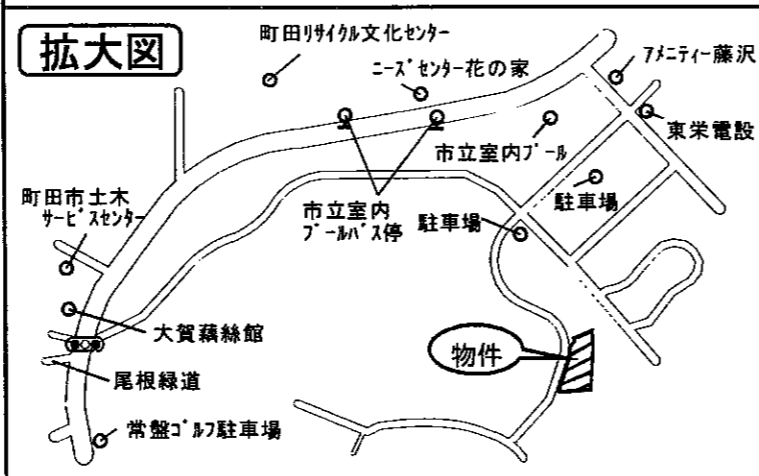 拡大図
町田ﾘｻｲｸﾙ文化ｾﾝﾀｰ
ﾆｰｽﾞｾﾝﾀｰ花の家
ｱﾒﾆﾃｨｰ藤沢
東栄電設
市立室内ﾌﾟｰﾙ
駐車場
町田市土木
ｻｰﾋﾞｽｾﾝﾀｰ
市立室内
ﾌﾟｰﾙﾊﾞｽ停
駐車場
大賀藕絲館
物件
尾根緑道
常盤ｺﾞﾙﾌ駐車場